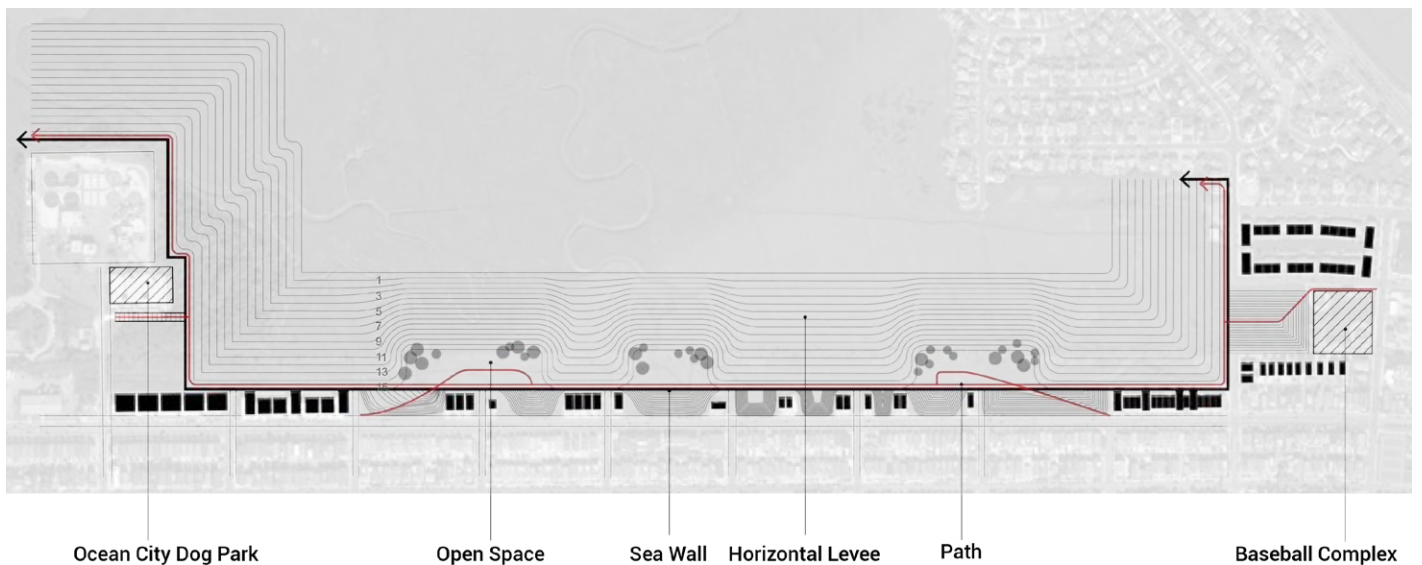 1
3
5
7
9
11
13
15
Ocean City Dog Park
Open Space
Sea Wall
Horizontal Levee
Path
Baseball Complex